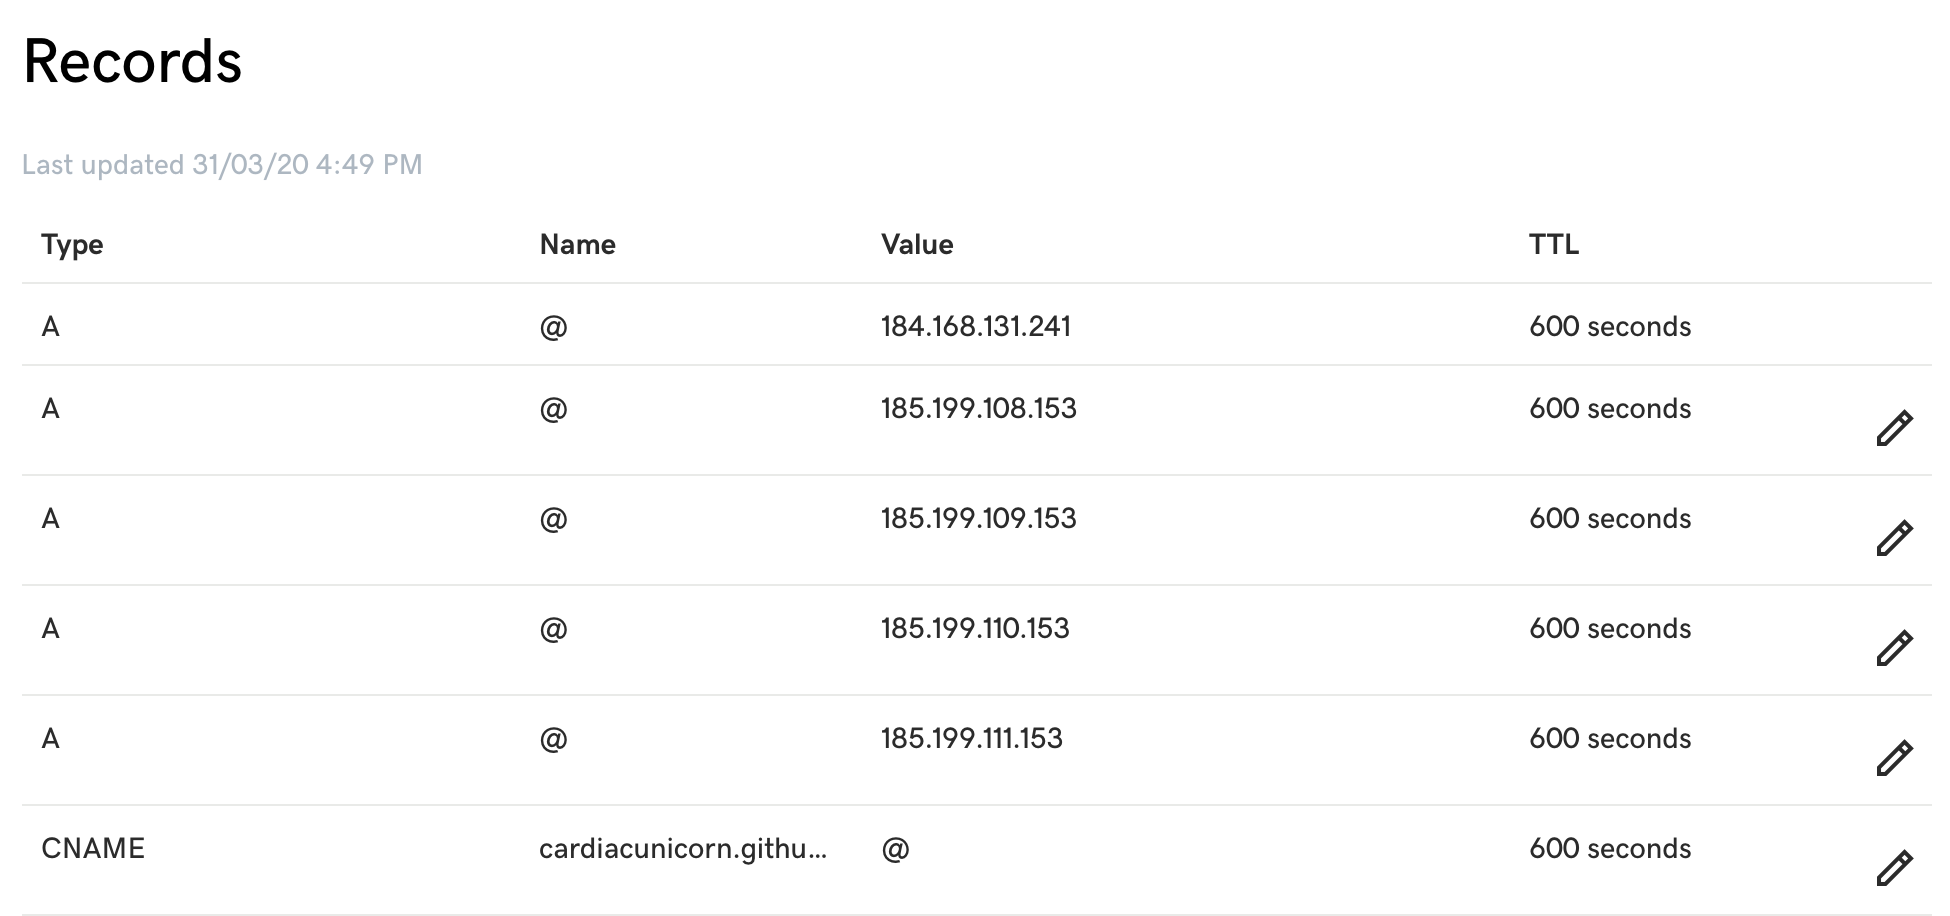 Records
Last updated 31/03/20 4:49 PM
Type Name Value TTL
A @ 184.168.131.241 600 seconds
A @ 185.199.108.153 600 seconds
A @ 185.199.109.153 600 seconds
A @ 185.199.110.153 600 seconds
A @ 185.199.111.153 600 seconds
CNAME cardiacunicorn.githu... @ 600 seconds